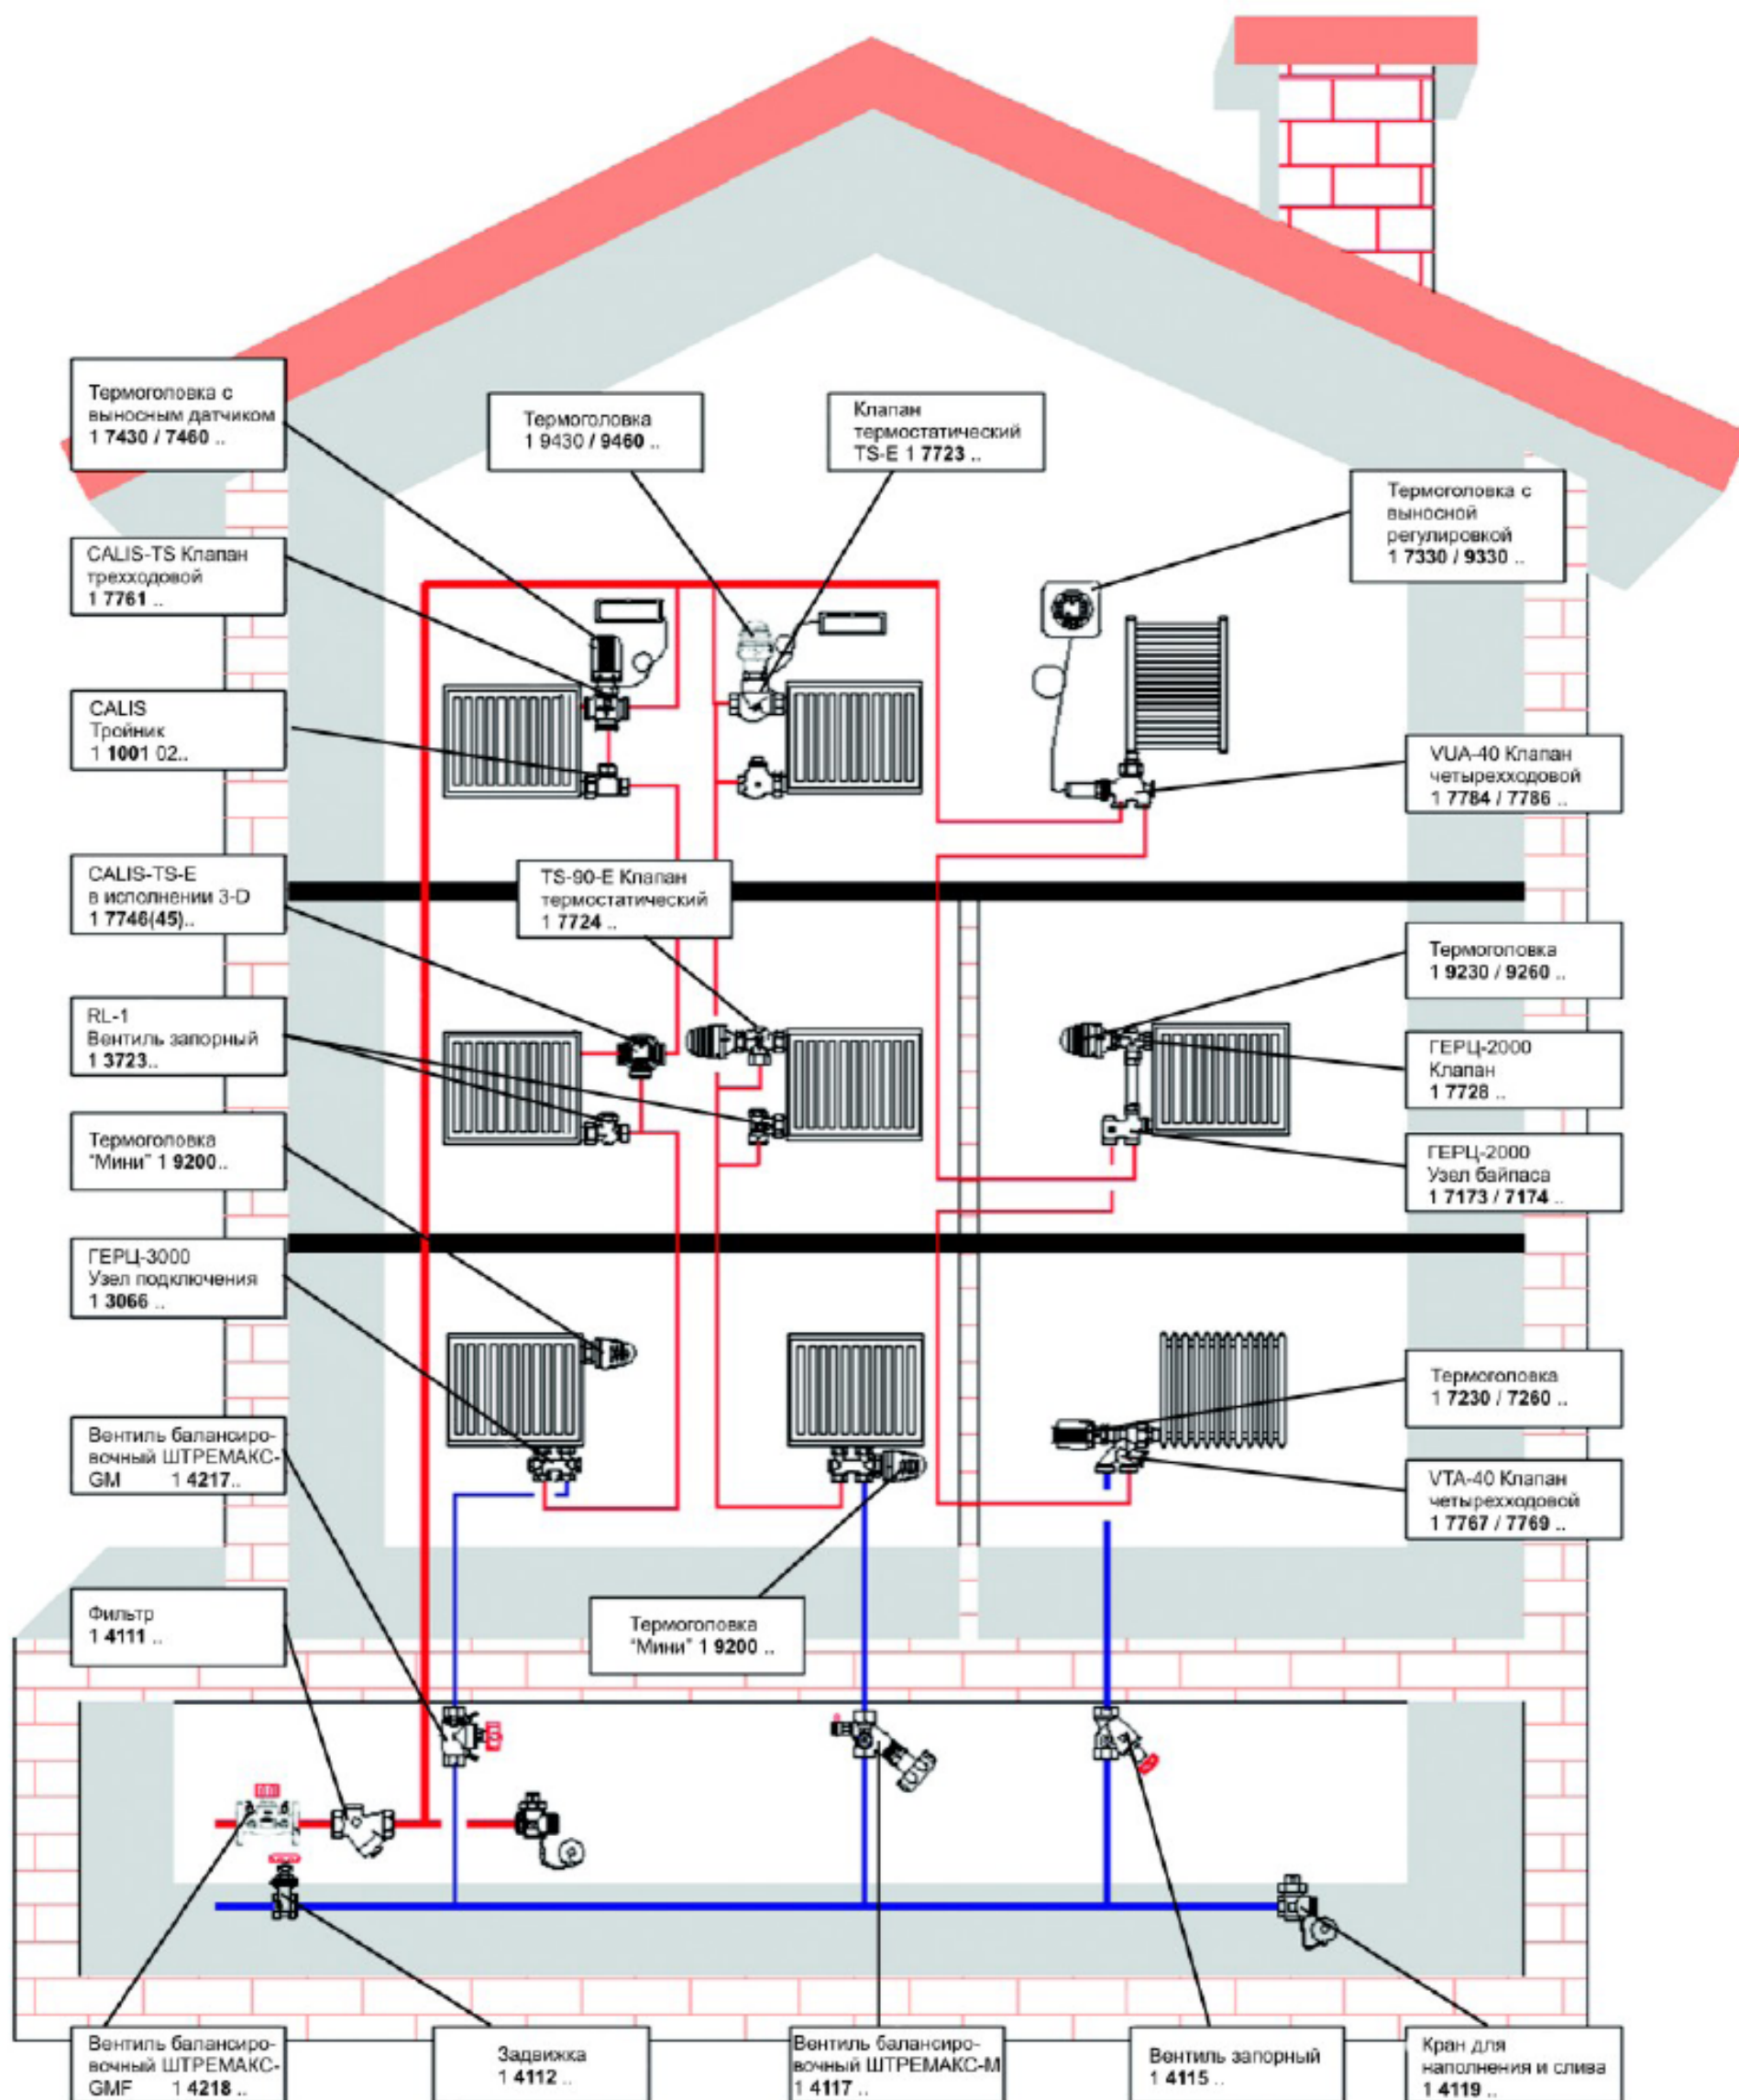 Термоголовка с
выносным датчиком
1 7430 / 7460 ..
Термоголовка
1 9430 / 9460 ..
Клапан
термостатический
TS-E 1 7723 ..
Термоголовка с
выносной
регулировкой
1 7330 / 9330 ..
CALIS-TS Клапан
трехходовой
1 7761 ..
CALIS
Тройник
1 1001 02..
VUA-40 Клапан
четырехходовой
1 7784 / 7786 ..
CALIS-TS-E
в исполнении 3-D
1 7746(45)..
TS-90-E Клапан
термостатический
1 7724 ..
Термоголовка
1 9230 / 9260 ..
RL-1
Вентиль запорный
1 3723..
ГЕРЦ-2000
Клапан
1 7728 ..
Термоголовка
"Мини" 1 9200..
ГЕРЦ-2000
Узел байпаса
1 7173 / 7174 ..
ГЕРЦ-3000
Узел подключения
1 3066 ..
Термоголовка
1 7230 / 7260 ..
Вентиль балансиро-
вочный ШТРЕМАКС-
GM 1 4217..
VTA-40 Клапан
четырехходовой
1 7767 / 7769 ..
Фильтр
1 4111 ..
Термоголовка
"Мини" 1 9200 ..
Вентиль балансиро-
вочный ШТРЕМАКС-
GMF 1 4218 ..
Задвижка
1 4112 ..
Вентиль балансиро-
вочный ШТРЕМАКС-М
1 4117 ..
Вентиль запорный
1 4115 ..
Кран для
наполнения и слива
1 4119 ..